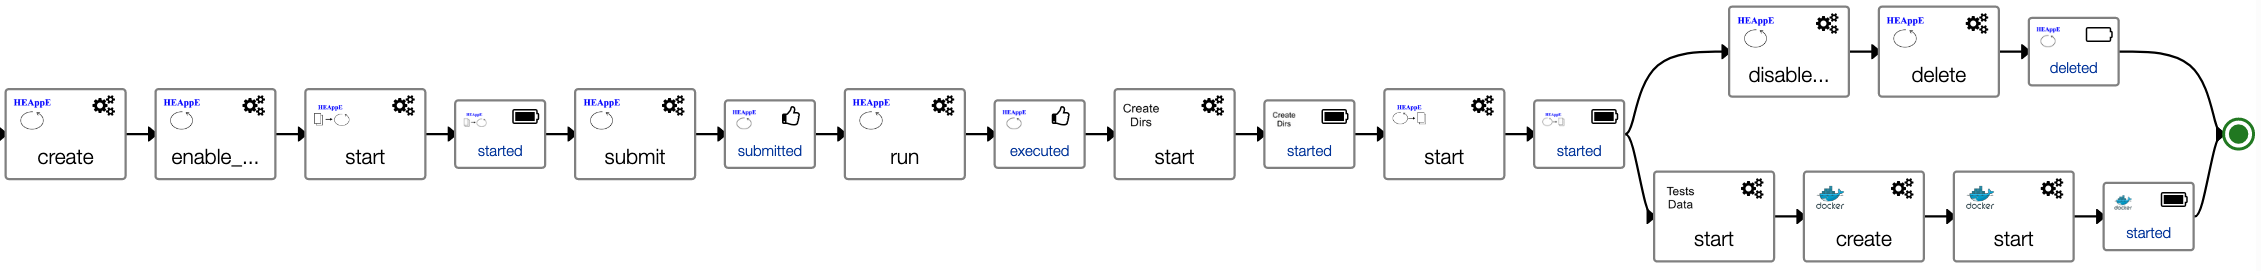 HEAppE
create
HEAppE
enable_...
HEAppE
start
HEAppE
started
HEAppE
submit
HEAppE
submitted
HEAppE
run
HEAppE
executed
Create
Dirs
start
Create
Dirs
started
HEAppE
start
HEAppE
started
HEAppE
disable...
HEAppE
delete
HEAppE
deleted
Tests
Data
start
docker
create
docker
start
docker
started